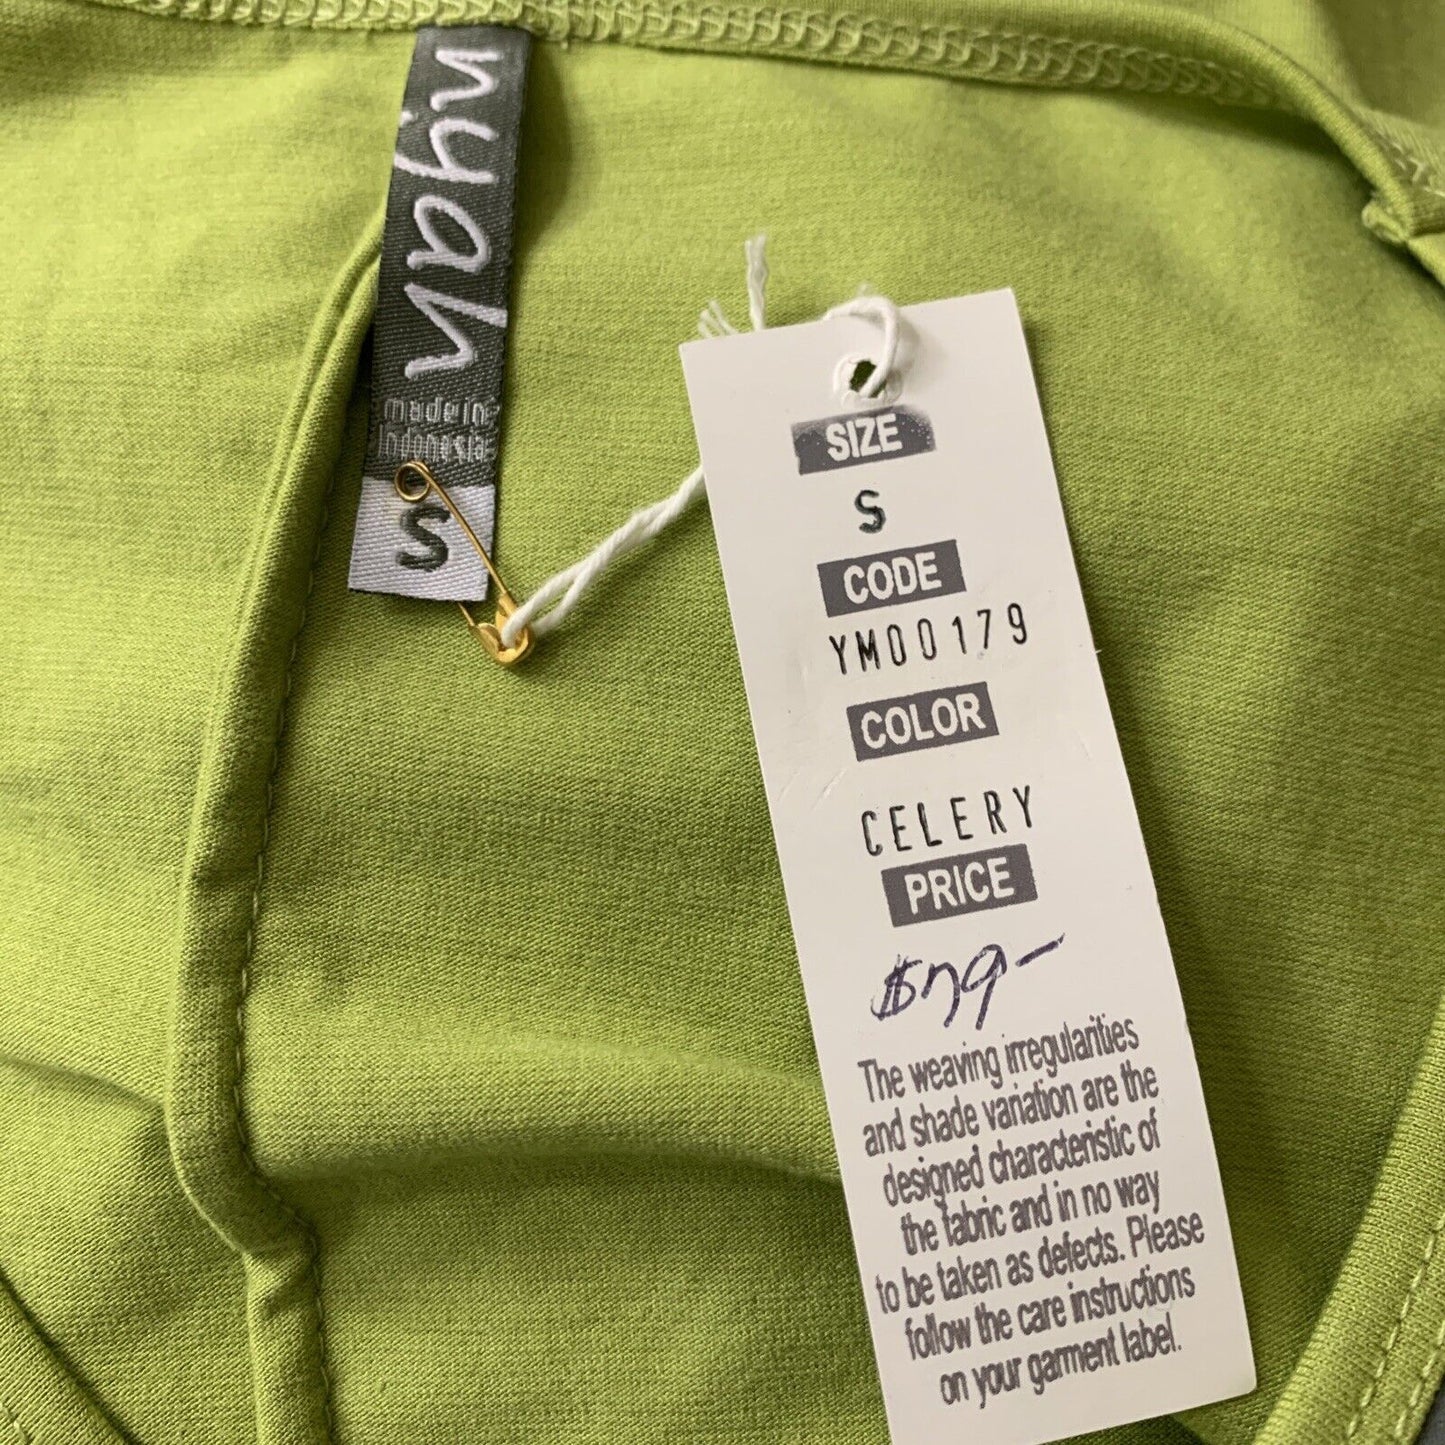 nyah
made in
Indonesia
S
SIZE
S
CODE
YM00179
COLOR
CELERY
PRICE
$79-
The weaving irregularities
and shade variation are the
designed characteristic of
the fabric and in no way
to be taken as defects. Please
follow the care instructions
on your garment label.